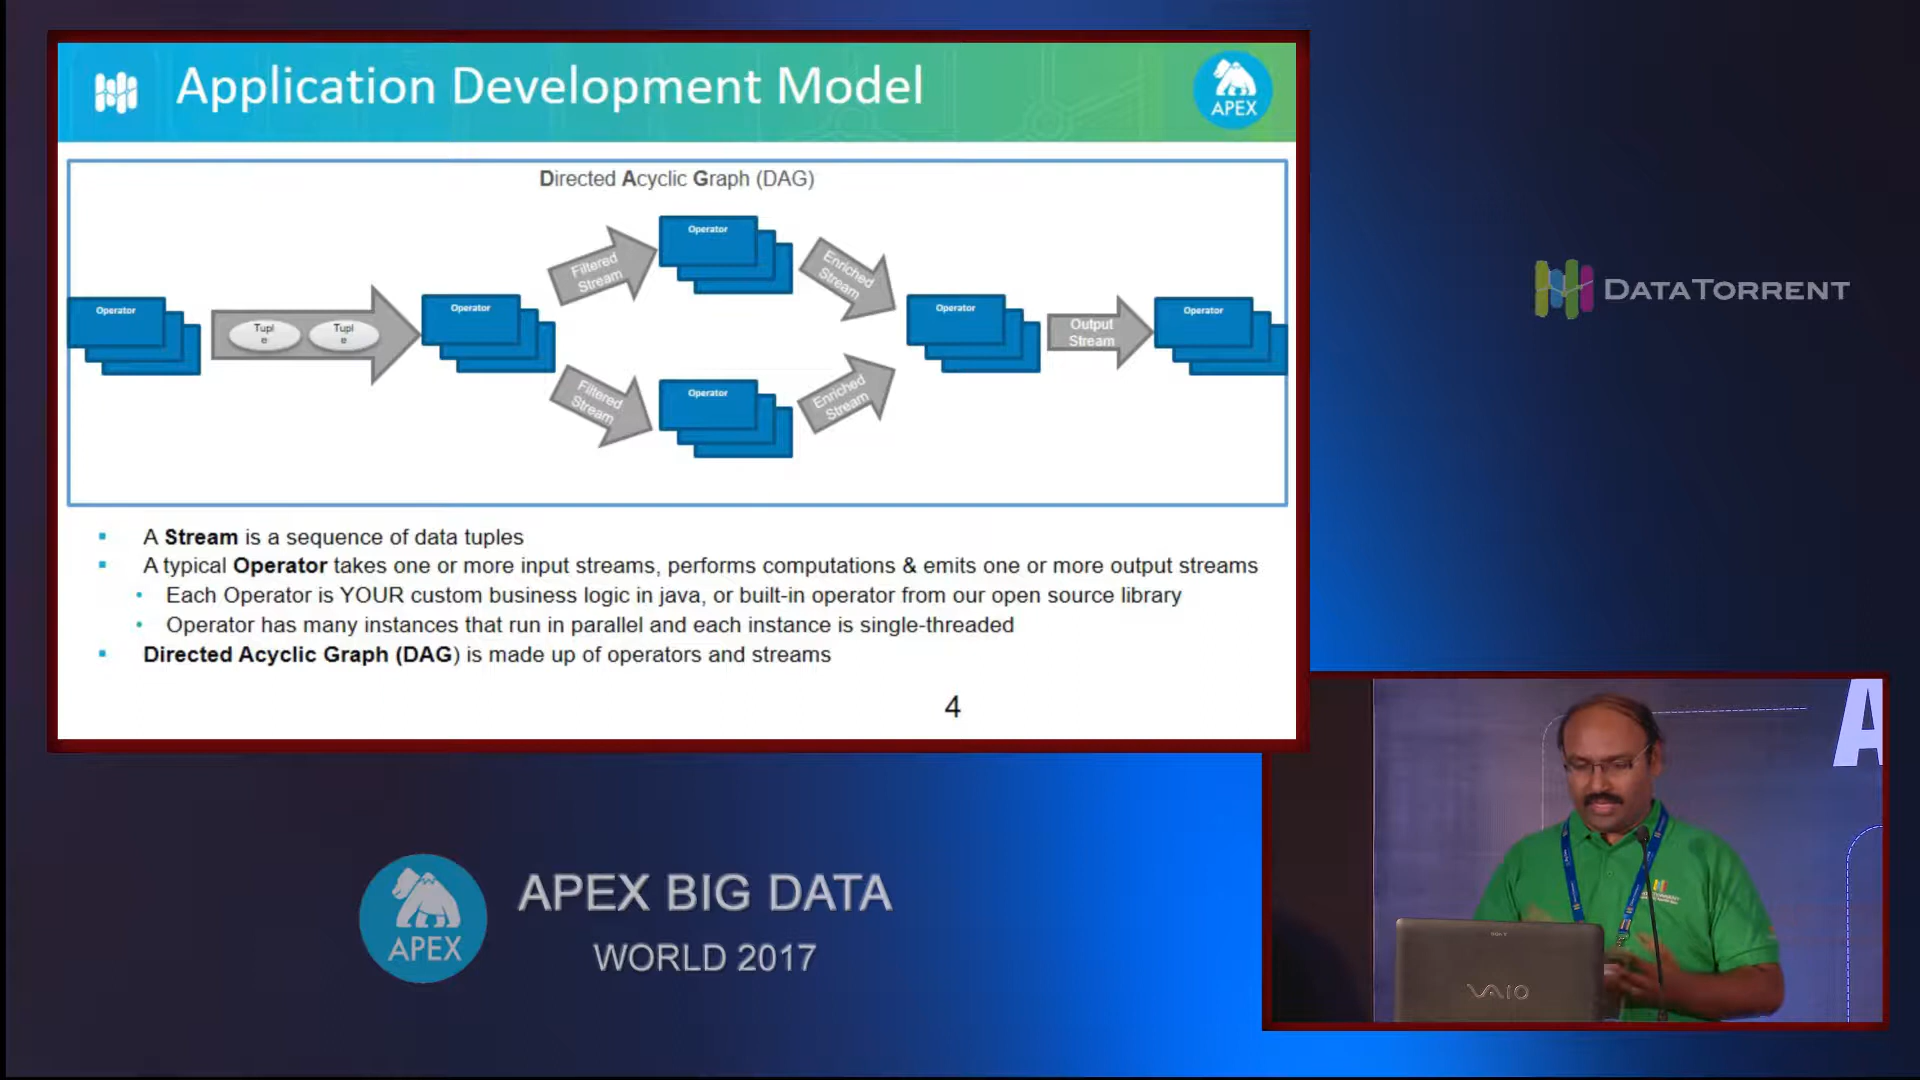 Application Development Model
APEX
Directed Acyclic Graph (DAG)
Operator
Tupl
e
Tupl
e
Operator
Filtered
Stream
Operator
Enriched
Stream
Filtered
Stream
Operator
Enriched
Stream
Operator
Output
Stream
Operator
A Stream is a sequence of data tuples
A typical Operator takes one or more input streams, performs computations & emits one or more output streams
Each Operator is YOUR custom business logic in java, or built-in operator from our open source library
Operator has many instances that run in parallel and each instance is single-threaded
Directed Acyclic Graph (DAG) is made up of operators and streams
4
DATATORRENT
APEX
APEX BIG DATA
WORLD 2017
A
SONY
VAIO
DATATORRENT